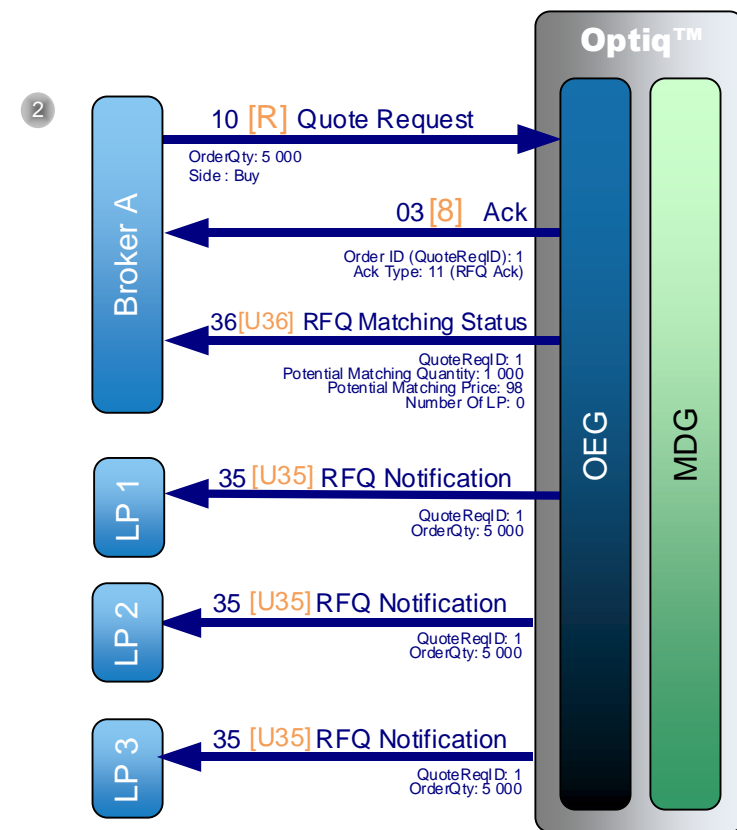 Optiq™
2
10 [R] Quote Request
OrderQty: 5 000
Side : Buy
03 [8] Ack
Order ID (QuoteReqID): 1
Ack Type: 11 (RFQ Ack)
36 [U36] RFQ Matching Status
QuoteReqID: 1
Potential Matching Quantity: 1 000
Potential Matching Price: 98
Number Of LP: 0
Broker A
35 [U35] RFQ Notification
QuoteReqID: 1
OrderQty: 5 000
LP 1
35 [U35] RFQ Notification
QuoteReqID: 1
OrderQty: 5 000
LP 2
35 [U35] RFQ Notification
QuoteReqID: 1
OrderQty: 5 000
LP 3
OEG
MDG